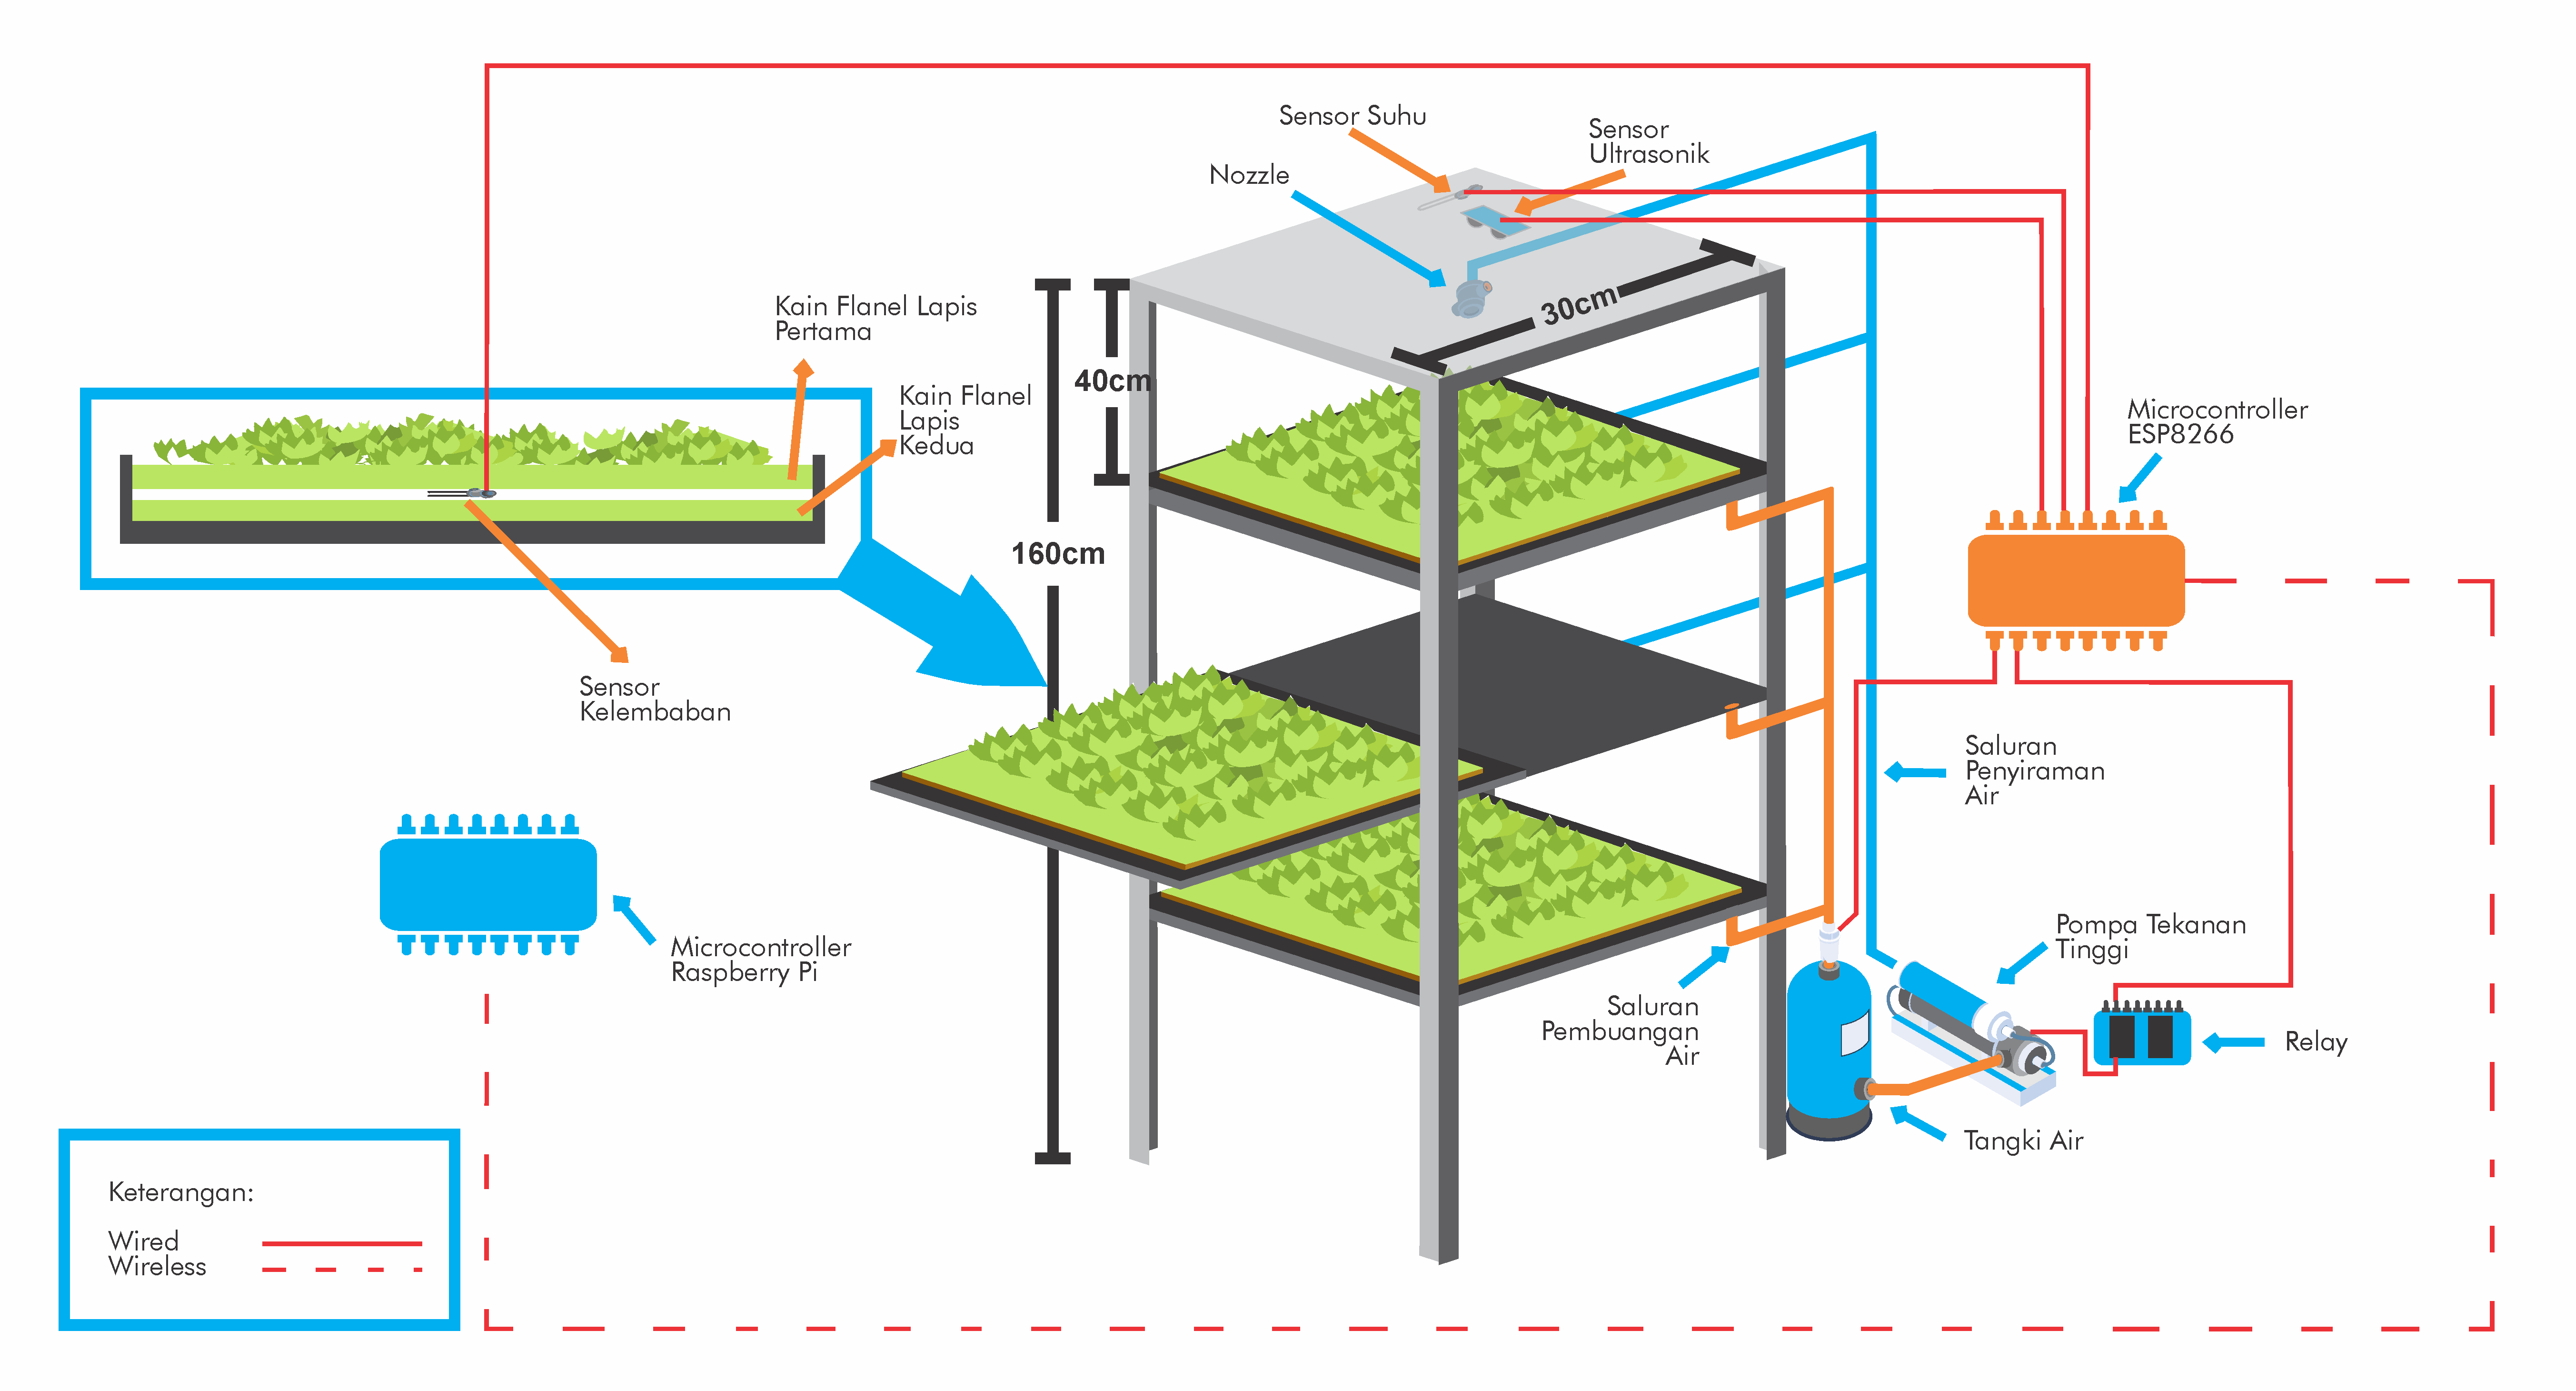 Sensor Suhu
Sensor
Ultrasonik
Nozzle
30cm
40cm
160cm
Kain Flanel Lapis
Pertama
Kain Flanel
Lapis
Kedua
Sensor
Kelembaban
Microcontroller
ESP8266
Saluran
Penyiraman
Air
Microcontroller
Raspberry Pi
Pompa Tekanan
Tinggi
Saluran
Pembuangan
Air
Relay
Tangki Air
Keterangan:
Wired
Wireless